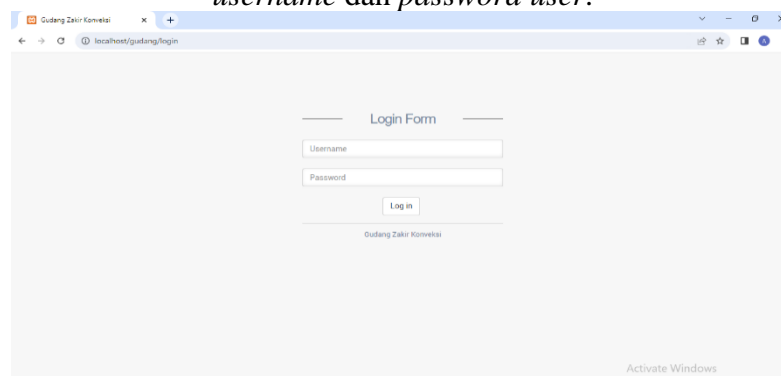 username dan password user.
Gudang Zakir Konveksi
localhost/gudang/login
Login Form
Username
Password
Log in
Gudang Zakir Konveksi
Activate Windows